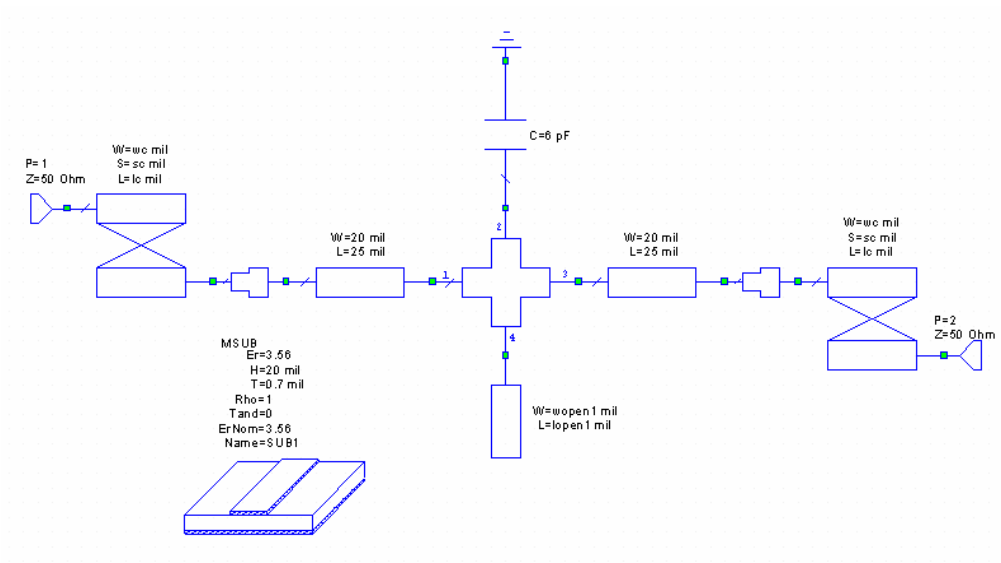 C=6 pF
W=wc mil
S=sc mil
L=lc mil
P=1
Z=50 Ohm
W=20 mil
L=25 mil
1
2
3
4
W=20 mil
L=25 mil
W=wc mil
S=sc mil
L=lc mil
P=2
Z=50 Ohm
W=wopen1 mil
L=lopen1 mil
MSUB
Er=3.56
H=20 mil
T=0.7 mil
Rho=1
Tand=0
ErNom=3.56
Name=SUB1